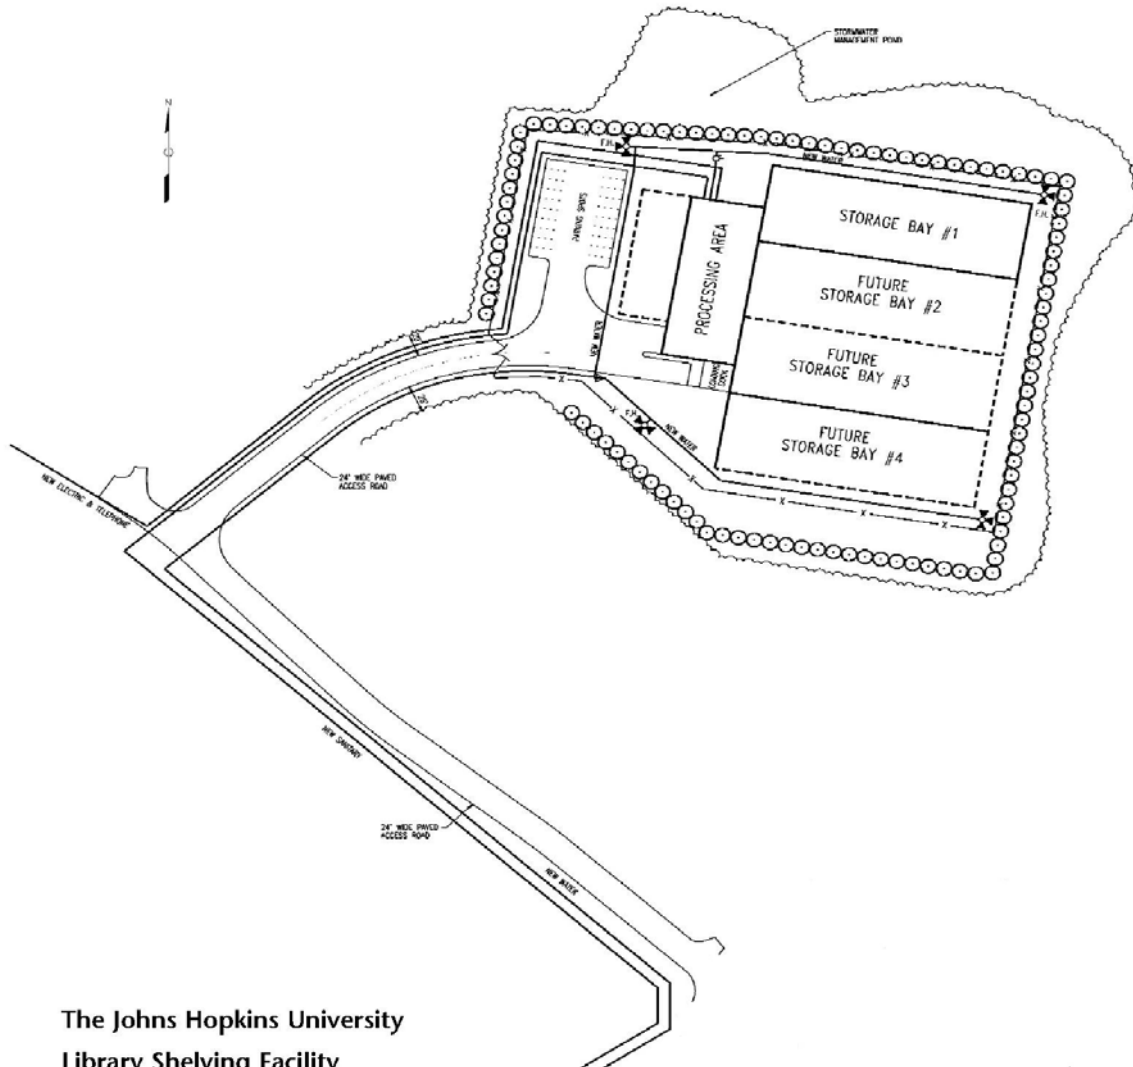 STORMWATER
MANAGEMENT POND
N
F.H.
NEW WATER
F.H.
PARKING SPOTS
STORAGE BAY #1
PROCESSING AREA
FUTURE
STORAGE BAY #2
NEW WATER
FUTURE
STORAGE BAY #3
LOADING
DOCK
25'
F.H.
NEW WATER
FUTURE
STORAGE BAY #4
24' WIDE PAVED
ACCESS ROAD
NEW ELECTRIC & TELEPHONE
NEW SANITARY
24' WIDE PAVED
ACCESS ROAD
NEW WATER
The Johns Hopkins University
Library Shelving Facility